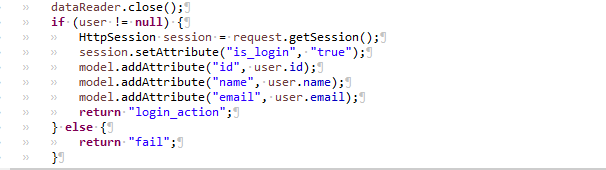 dataReader.close();
if (user != null) {
HttpSession session = request.getSession();
session.setAttribute("is_login", "true");
model.addAttribute("id", user.id);
model.addAttribute("name", user.name);
model.addAttribute("email", user.email);
return "login_action";
} else {
return "fail";
}